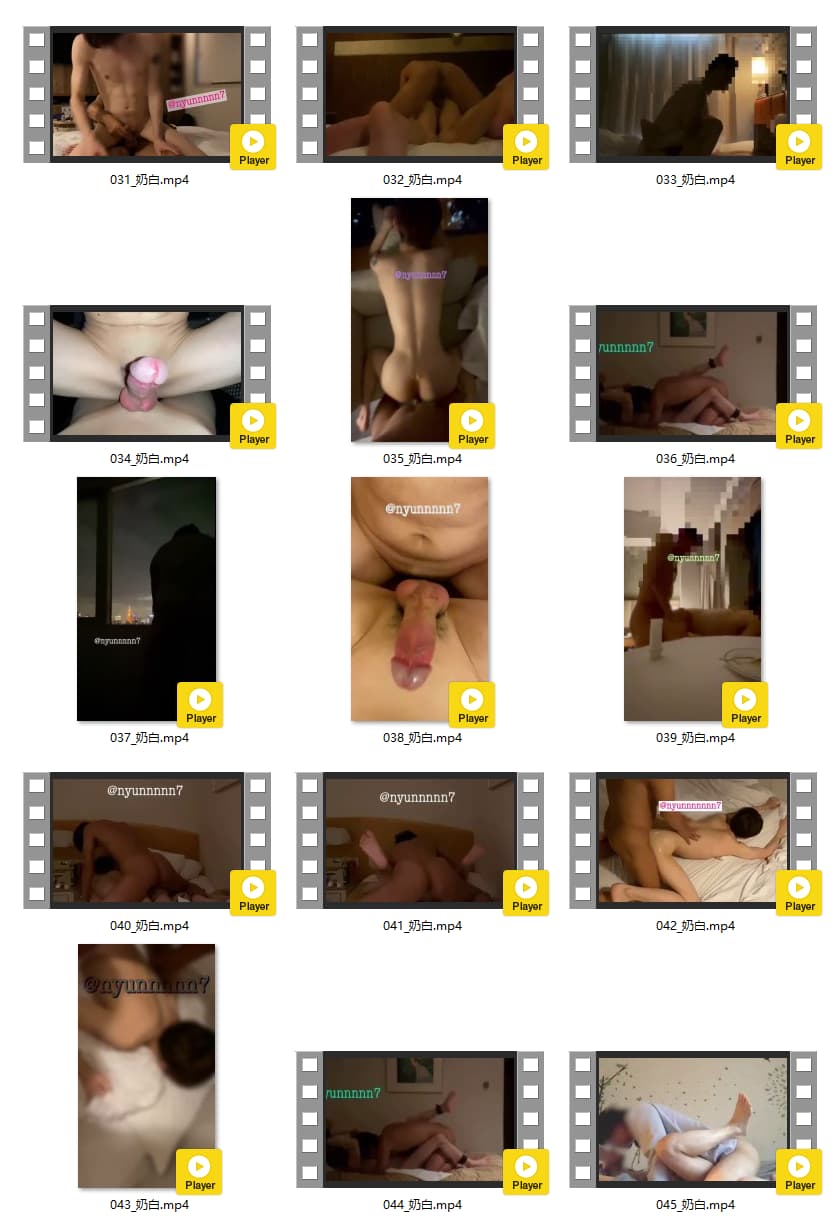 @nyunnnnn7
Player
Player
Player
031_奶白.mp4
032_奶白.mp4
033_奶白.mp4
@nyunnnnn7
yunnnnn7
Player
Player
Player
034_奶白.mp4
035_奶白.mp4
036_奶白.mp4
@nyunnnnn7
@nyunnnnn7
@nyunnnnn7
Player
Player
Player
037_奶白.mp4
038_奶白.mp4
039_奶白.mp4
@nyunnnnn7
@nyunnnnn7
@nyunnnnnnn7
Player
Player
Player
040_奶白.mp4
041_奶白.mp4
042_奶白.mp4
@nyunnnnn7
yunnnnn7
Player
Player
Player
043_奶白.mp4
044_奶白.mp4
045_奶白.mp4